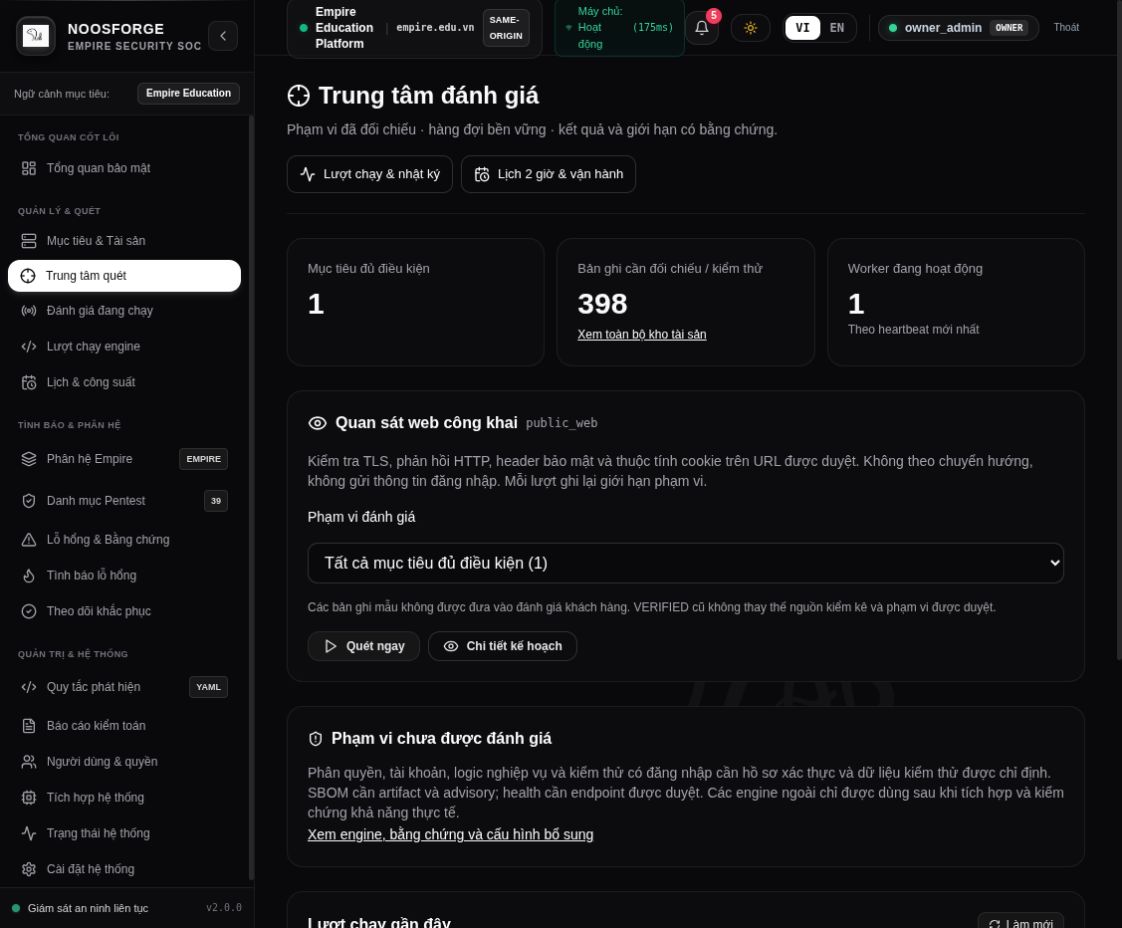 NOOSFORGE
EMPIRE SECURITY SOC
Ngữ cảnh mục tiêu:
Empire Education
TỔNG QUAN CỐT LÕI
Tổng quan bảo mật
QUẢN LÝ & QUÉT
Mục tiêu & Tài sản
Trung tâm quét
Đánh giá đang chạy
Lượt chạy engine
Lịch & công suất
TÌNH BÁO & PHÂN HỆ
Phân hệ Empire
EMPIRE
Danh mục Pentest
39
Lỗ hổng & Bằng chứng
Tình báo lỗ hổng
Theo dõi khắc phục
QUẢN TRỊ & HỆ THỐNG
Quy tắc phát hiện
YAML
Báo cáo kiểm toán
Người dùng & quyền
Tích hợp hệ thống
Trạng thái hệ thống
Cài đặt hệ thống
Giám sát an ninh liên tục
v2.0.0
Empire
Education
Platform
empire.edu.vn
SAME-
ORIGIN
Máy chủ:
Hoạt
động
(175ms)
5
VI
EN
owner_admin
OWNER
Thoát
Trung tâm đánh giá
Phạm vi đã đối chiếu · hàng đợi bền vững · kết quả và giới hạn có bằng chứng.
Lượt chạy & nhật ký
Lịch 2 giờ & vận hành
Mục tiêu đủ điều kiện
1
Bản ghi cần đối chiếu / kiểm thử
398
Xem toàn bộ kho tài sản
Worker đang hoạt động
1
Theo heartbeat mới nhất
Quan sát web công khai public_web
Kiểm tra TLS, phản hồi HTTP, header bảo mật và thuộc tính cookie trên URL được duyệt. Không theo chuyển hướng,
không gửi thông tin đăng nhập. Mỗi lượt ghi lại giới hạn phạm vi.
Phạm vi đánh giá
Tất cả mục tiêu đủ điều kiện (1)
Các bản ghi mẫu không được đưa vào đánh giá khách hàng. VERIFIED cũ không thay thế nguồn kiểm kê và phạm vi được duyệt.
Quét ngay
Chi tiết kế hoạch
Phạm vi chưa được đánh giá
Phân quyền, tài khoản, logic nghiệp vụ và kiểm thử có đăng nhập cần hồ sơ xác thực và dữ liệu kiểm thử được chỉ định.
SBOM cần artifact và advisory; health cần endpoint được duyệt. Các engine ngoài chỉ được dùng sau khi tích hợp và kiểm
chứng khả năng thực tế.
Xem engine, bằng chứng và cấu hình bổ sung
Lượt chạy gần đây
Làm mới